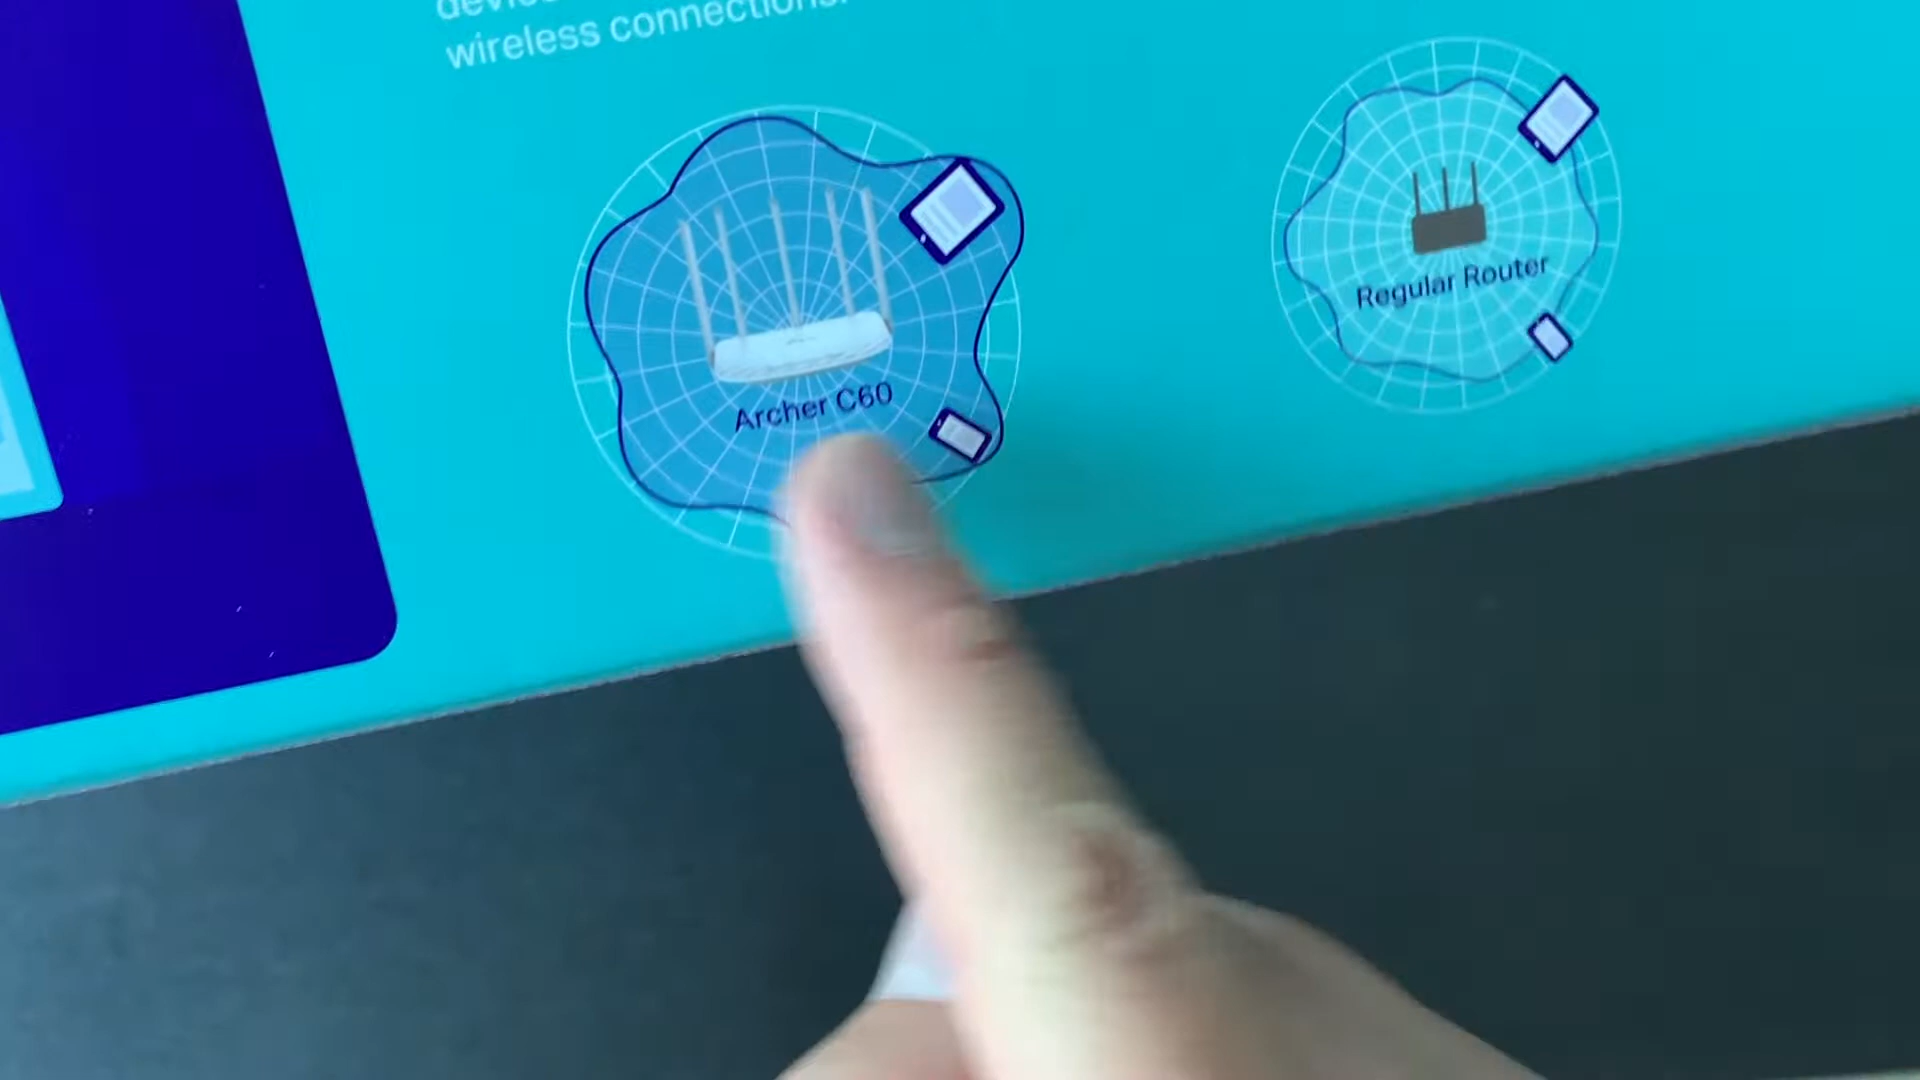 wireless connections.
Archer C60
Regular Router